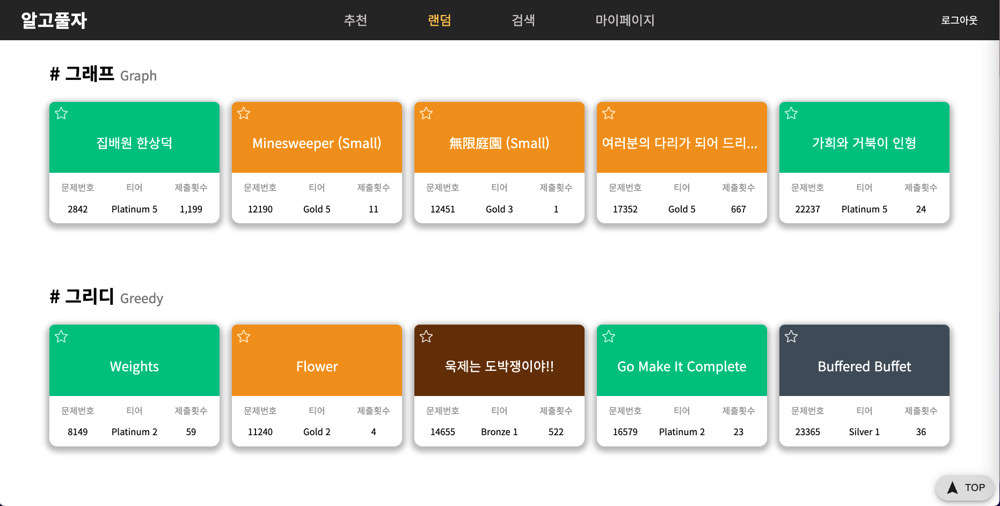 알고풀자 추천 랜덤 검색 마이페이지 로그아웃
# 그래프 Graph
집배원 한상덕 Minesweeper (Small) 無限庭園 (Small) 여러분의 다리가 되어 드리... 가희와 거북이 인형
문제번호 티어 제출횟수 문제번호 티어 제출횟수 문제번호 티어 제출횟수 문제번호 티어 제출횟수 문제번호 티어 제출횟수
2842 Platinum 5 1,199 12190 Gold 5 11 12451 Gold 3 1 17352 Gold 5 667 22237 Platinum 5 24
# 그리디 Greedy
Weights Flower 욱제는 도박쟁이야!! Go Make It Complete Buffered Buffet
문제번호 티어 제출횟수 문제번호 티어 제출횟수 문제번호 티어 제출횟수 문제번호 티어 제출횟수 문제번호 티어 제출횟수
8149 Platinum 2 59 11240 Gold 2 4 14655 Bronze 1 522 16579 Platinum 2 23 23365 Silver 1 36
TOP